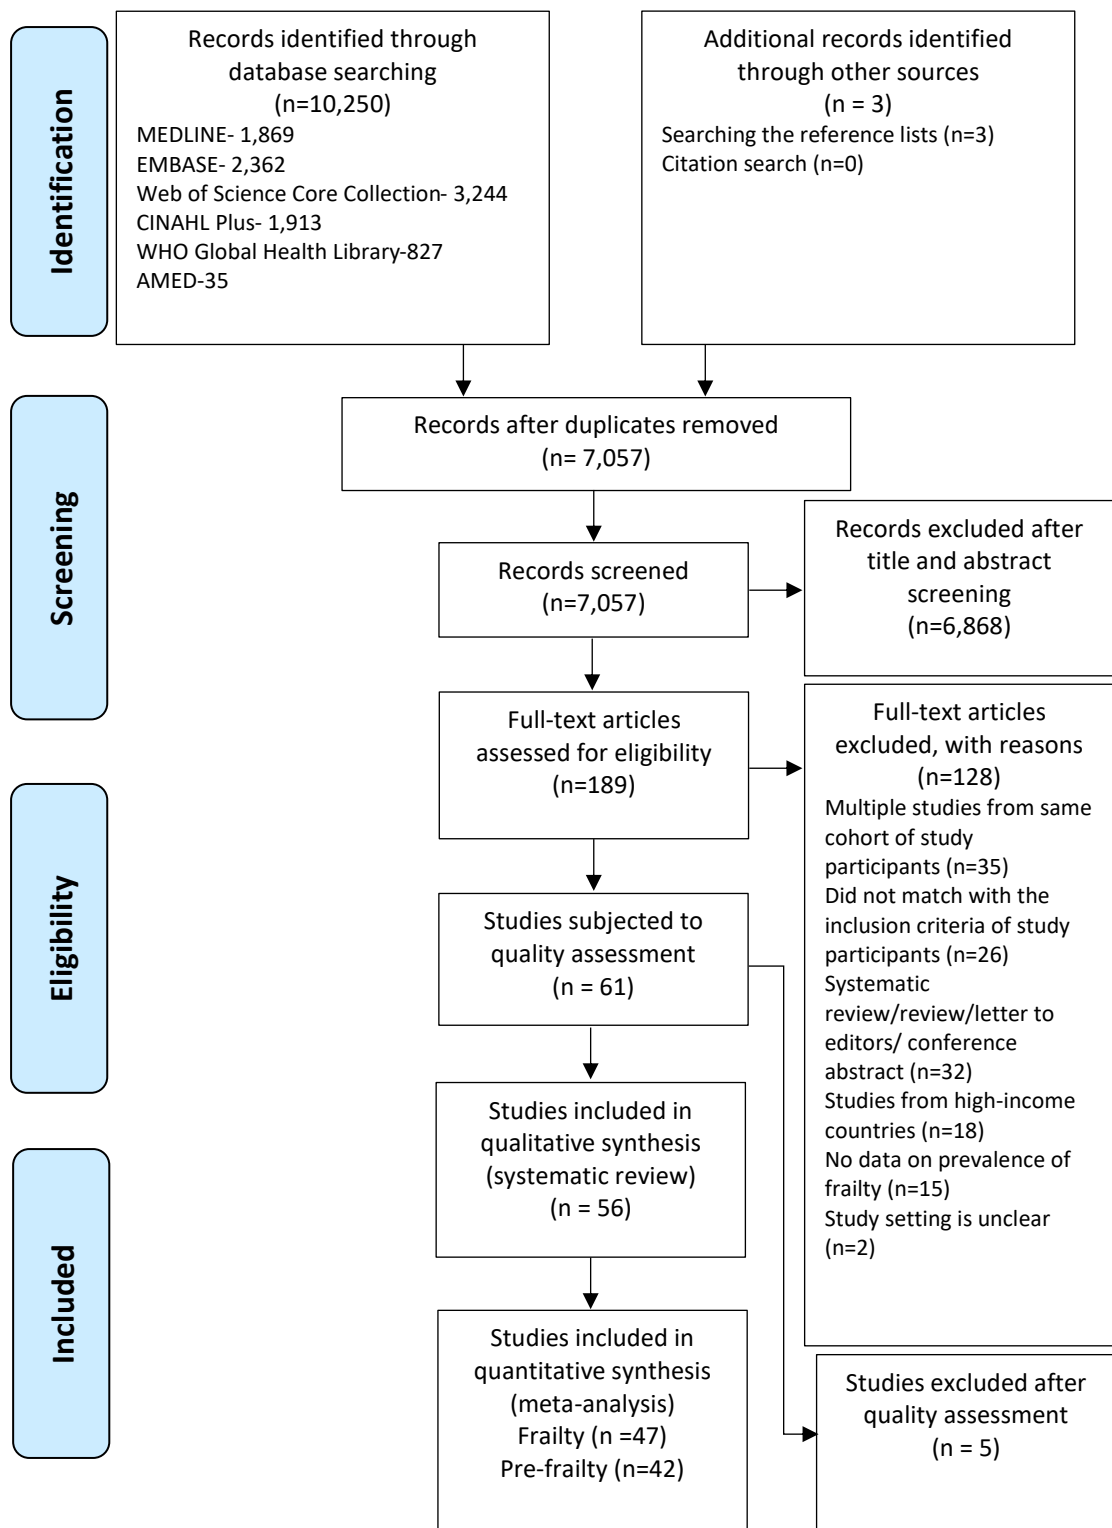 Identification
Records identified through
database searching
(n=10,250)
MEDLINE- 1,869
EMBASE- 2,362
Web of Science Core Collection- 3,244
CINAHL Plus- 1,913
WHO Global Health Library-827
AMED-35
Additional records identified
through other sources
(n = 3)
Searching the reference lists (n=3)
Citation search (n=0)
Records after duplicates removed
(n= 7,057)
Screening
Records screened
(n=7,057)
Records excluded after
title and abstract
screening
(n=6,868)
Full-text articles
assessed for eligibility
(n=189)
Full-text articles
excluded, with reasons
(n=128)
Multiple studies from same
cohort of study
participants (n=35)
Did not match with the
inclusion criteria of study
participants (n=26)
Systematic
review/review/letter to
editors/ conference
abstract (n=32)
Studies from high-income
countries (n=18)
No data on prevalence of
frailty (n=15)
Study setting is unclear
(n=2)
Eligibility
Studies subjected to
quality assessment
(n = 61)
Studies included in
qualitative synthesis
(systematic review)
(n = 56)
Included
Studies included in
quantitative synthesis
(meta-analysis)
Frailty (n =47)
Pre-frailty (n=42)
Studies excluded after
quality assessment
(n = 5)